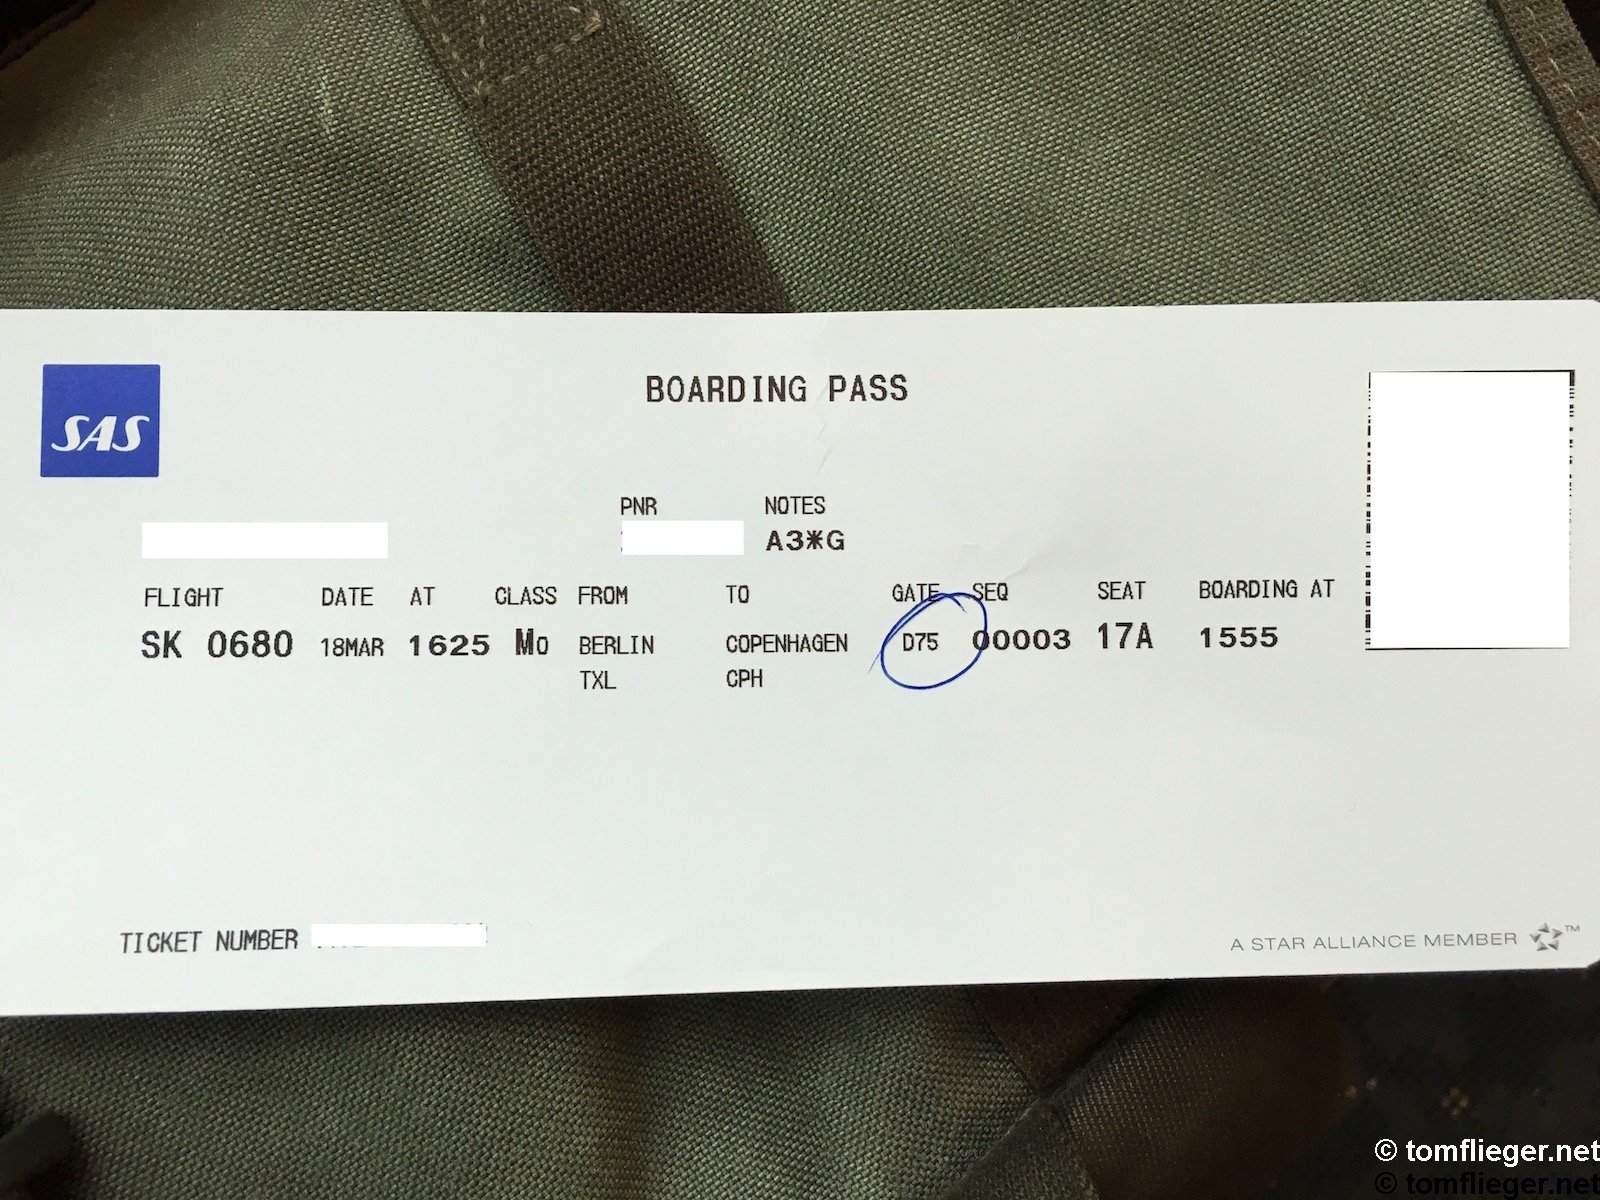 SAS
BOARDING PASS
PNR NOTES
A3*G
FLIGHT DATE AT CLASS FROM TO GATE SEQ SEAT BOARDING AT
SK 0680 18MAR 1625 Mo BERLIN COPENHAGEN D75 00003 17A 1555
TXL CPH
TICKET NUMBER
A STAR ALLIANCE MEMBER ™
© tomflieger.net
© tomflieger.net